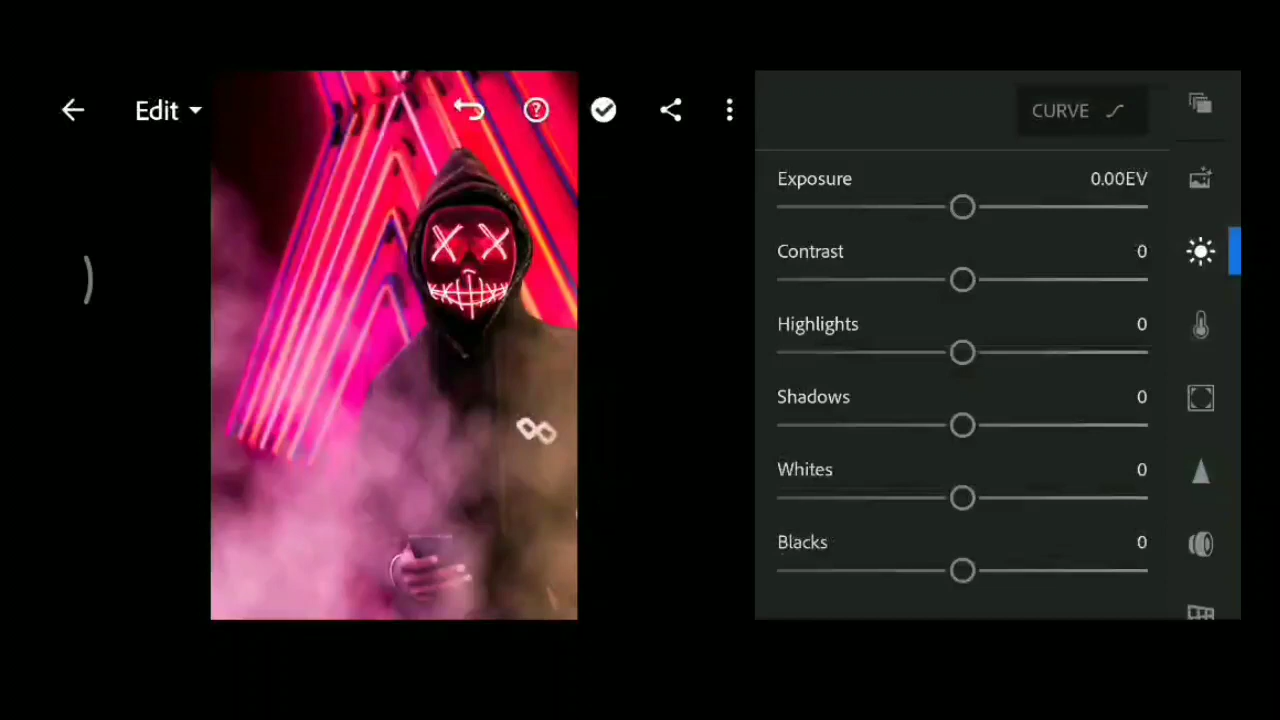 Edit
CURVE
Exposure 0.00EV
Contrast 0
Highlights 0
Shadows 0
Whites 0
Blacks 0